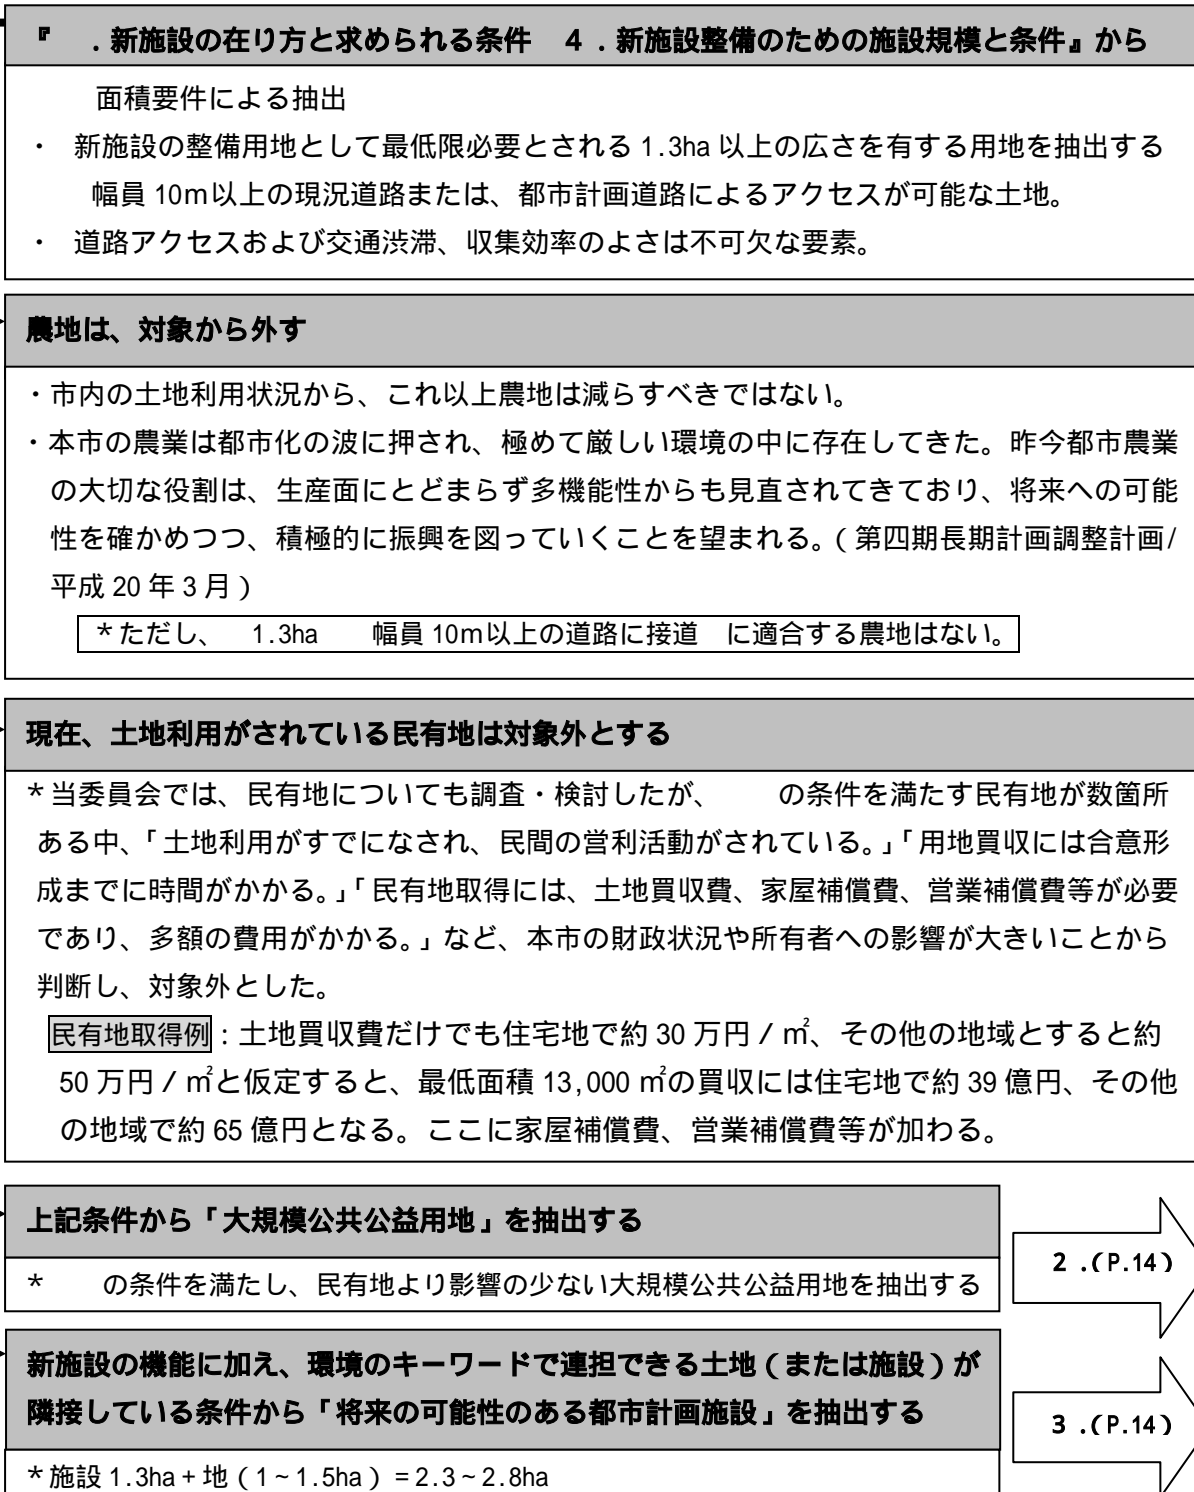 『　．新施設の在り方と求められる条件　４．新施設整備のための施設規模と条件』から
面積要件による抽出
・ 新施設の整備用地として最低限必要とされる 1.3ha 以上の広さを有する用地を抽出する
幅員 10m以上の現況道路または、都市計画道路によるアクセスが可能な土地。
・ 道路アクセスおよび交通渋滞、収集効率のよさは不可欠な要素。
農地は、対象から外す
・市内の土地利用状況から、これ以上農地は減らすべきではない。
・本市の農業は都市化の波に押され、極めて厳しい環境の中に存在してきた。昨今都市農業
の大切な役割は、生産面にとどまらず多機能性からも見直されてきており、将来への可能
性を確かめつつ、積極的に振興を図っていくことを望まれる。（第四期長期計画調整計画/
平成 20 年 3 月）
*ただし、　1.3ha　　幅員 10m以上の道路に接道　に適合する農地はない。
現在、土地利用がされている民有地は対象外とする
*当委員会では、民有地についても調査・検討したが、　　の条件を満たす民有地が数箇所
ある中、「土地利用がすでになされ、民間の営利活動がされている。」「用地買収には合意形
成までに時間がかかる。」「民有地取得には、土地買収費、家屋補償費、営業補償費等が必要
であり、多額の費用がかかる。」など、本市の財政状況や所有者への影響が大きいことから
判断し、対象外とした。
民有地取得例：土地買収費だけでも住宅地で約 30 万円／㎡、その他の地域とすると約
50 万円／㎡と仮定すると、最低面積 13,000 ㎡の買収には住宅地で約 39 億円、その他
の地域で約 65 億円となる。ここに家屋補償費、営業補償費等が加わる。
上記条件から「大規模公共公益用地」を抽出する
*　　の条件を満たし、民有地より影響の少ない大規模公共公益用地を抽出する
２．(P.14)
新施設の機能に加え、環境のキーワードで連担できる土地（または施設）が
隣接している条件から「将来の可能性のある都市計画施設」を抽出する
３．(P.14)
*施設 1.3ha+地（1~1.5ha）=2.3~2.8ha